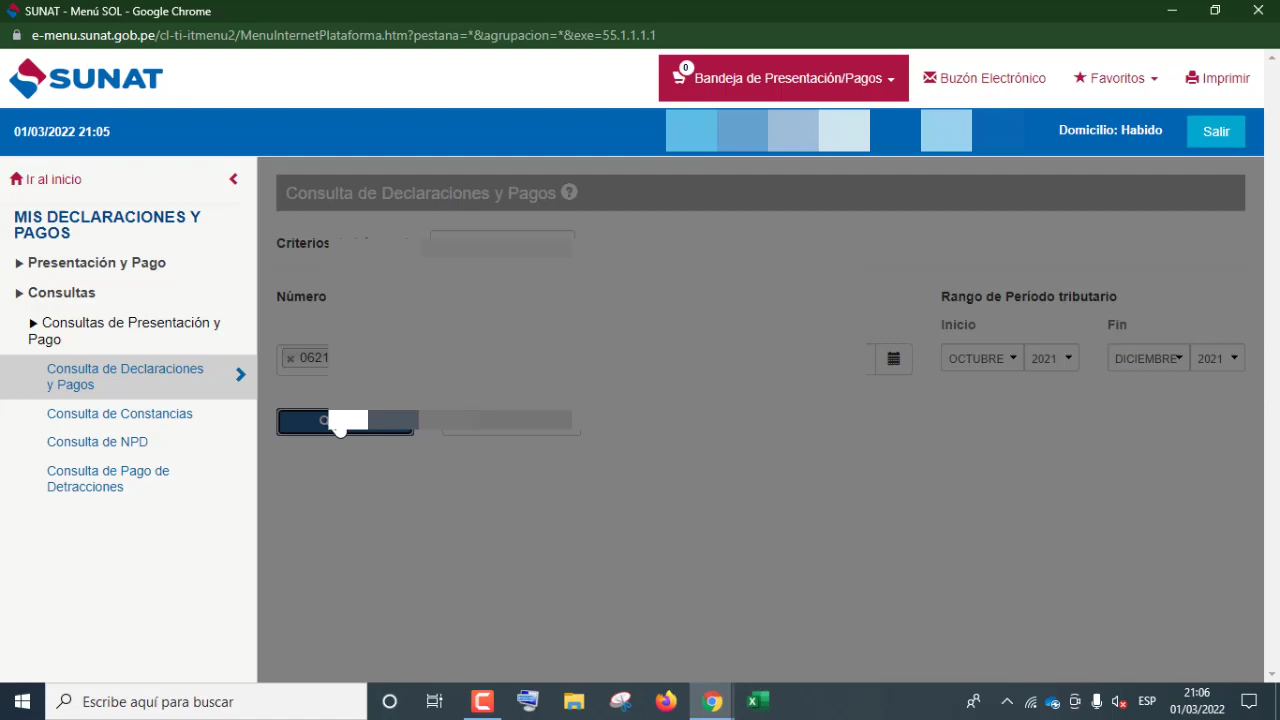 SUNAT - Menú SOL - Google Chrome
e-menu.sunat.gob.pe/cl-ti-itmenu2/MenuInternetPlataforma.htm?pestana=*&agrupacion=*&exe=55.1.1.1.1
SUNAT
0
Bandeja de Presentación/Pagos
Buzón Electrónico
Favoritos
Imprimir
01/03/2022 21:05
Domicilio: Habido
Salir
Ir al inicio
MIS DECLARACIONES Y
PAGOS
Presentación y Pago
Consultas
Consultas de Presentación y
Pago
Consulta de Declaraciones
y Pagos
Consulta de Constancias
Consulta de NPD
Consulta de Pago de
Detracciones
Consulta de Declaraciones y Pagos
Criterios
Número
Rango de Período tributario
Inicio
Fin
0621
OCTUBRE
2021
DICIEMBRE
2021
Escribe aquí para buscar
ESP
21:06
01/03/2022